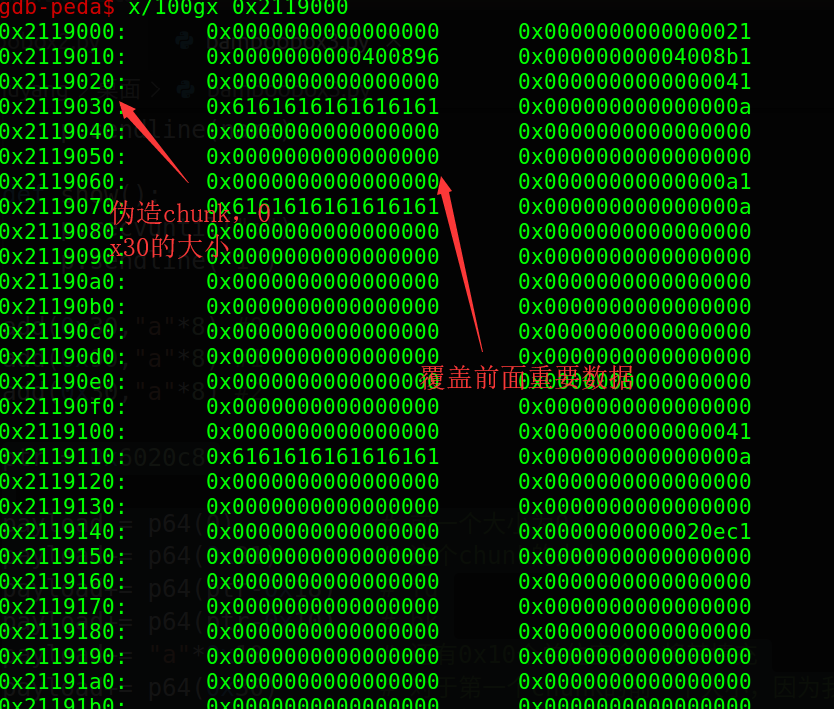 gdb-peda$ x/100gx 0x2119000
0x2119000: 0x0000000000000000 0x0000000000000021
0x2119010: 0x0000000000400896 0x00000000004008b1
0x2119020: 0x0000000000000000 0x0000000000000041
0x2119030: 0x6161616161616161 0x000000000000000a
0x2119040: 0x0000000000000000 0x0000000000000000
0x2119050: 0x0000000000000000 0x0000000000000000
0x2119060: 0x0000000000000000 0x00000000000000a1
0x2119070: 0x6161616161616161 0x000000000000000a
伪造chunk，0
0x2119080: 0x0000000000000000 0x0000000000000000
x30的大小
0x2119090: 0x0000000000000000 0x0000000000000000
0x21190a0: 0x0000000000000000 0x0000000000000000
0x21190b0: 0x0000000000000000 0x0000000000000000
0x21190c0: 0x0000000000000000 0x0000000000000000
0x21190d0: 0x0000000000000000 0x0000000000000000
覆盖前面重要数据
0x21190e0: 0x0000000000000000 0x0000000000000000
0x21190f0: 0x0000000000000000 0x0000000000000000
0x2119100: 0x0000000000000000 0x0000000000000041
0x2119110: 0x6161616161616161 0x000000000000000a
0x2119120: 0x0000000000000000 0x0000000000000000
0x2119130: 0x0000000000000000 0x0000000000000000
0x2119140: 0x0000000000000000 0x0000000000020ec1
0x2119150: 0x0000000000000000 0x0000000000000000
0x2119160: 0x0000000000000000 0x0000000000000000
0x2119170: 0x0000000000000000 0x0000000000000000
0x2119180: 0x0000000000000000 0x0000000000000000
0x2119190: 0x0000000000000000 0x0000000000000000
0x21191a0: 0x0000000000000000 0x0000000000000000
0x21191b0: 0x0000000000000000 0x0000000000000000